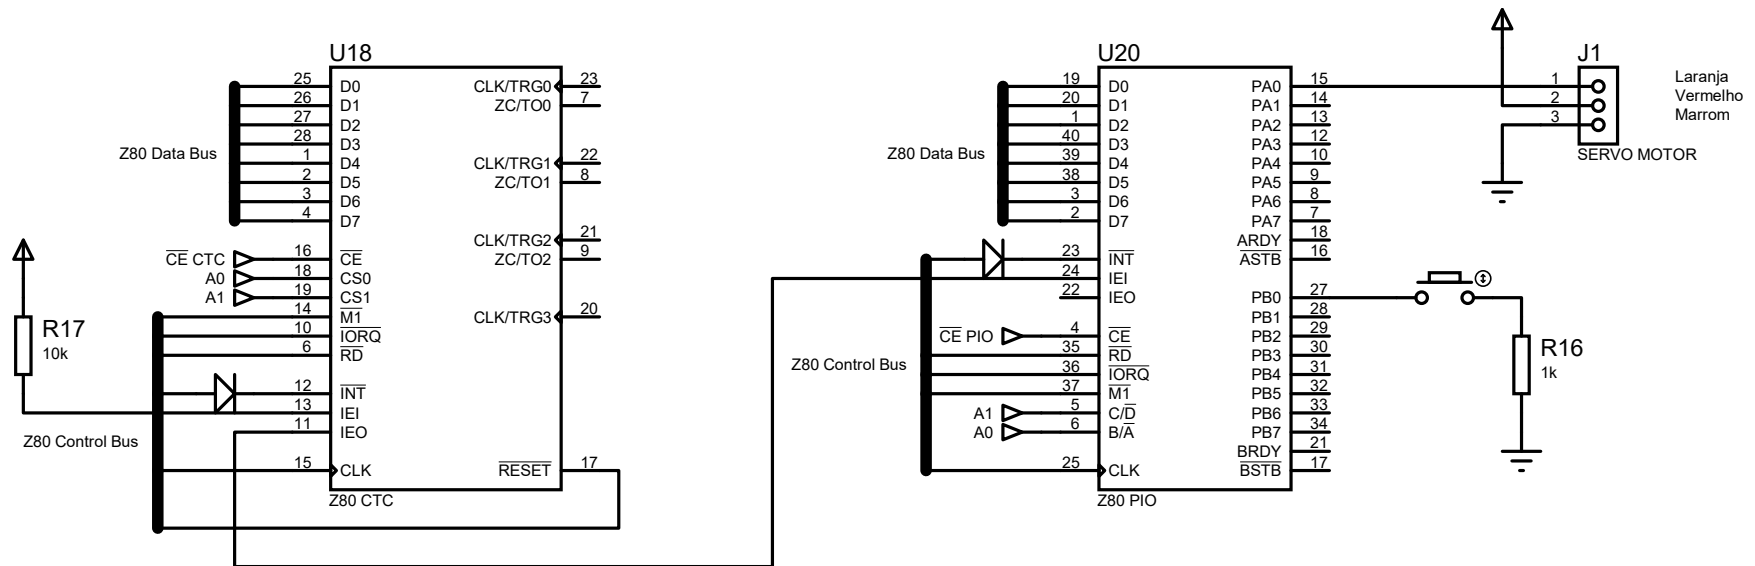 U18
25 D0 CLK/TRG0 23
26 D1 ZC/TO0 7
27 D2
28 D3
Z80 Data Bus
1 D4 CLK/TRG1 22
2 D5 ZC/TO1 8
3 D6
4 D7
CLK/TRG2 21
CE CTC 16 CE ZC/TO2 9
A0 18 CS0
A1 19 CS1
14 M1 CLK/TRG3 20
10 IORQ
6 RD
R17
10k
12 INT
13 IEI
11 IEO
Z80 Control Bus
15 CLK RESET 17
Z80 CTC
U20
19 D0 PA0 15
20 D1 PA1 14
1 D2 PA2 13
40 D3 PA3 12
Z80 Data Bus
39 D4 PA4 10
38 D5 PA5 9
3 D6 PA6 8
2 D7 PA7 7
ARDY 18
23 INT ASTB 16
24 IEI
22 IEO PB0 27
PB1 28
CE PIO 4 CE PB2 29
35 RD PB3 30
Z80 Control Bus
36 IORQ PB4 31
37 M1 PB5 32
A1 5 C/D PB6 33
A0 6 B/A PB7 34
BRDY 21
25 CLK BSTB 17
Z80 PIO
J1
1
2
3
SERVO MOTOR
Laranja
Vermelho
Marrom
R16
1k